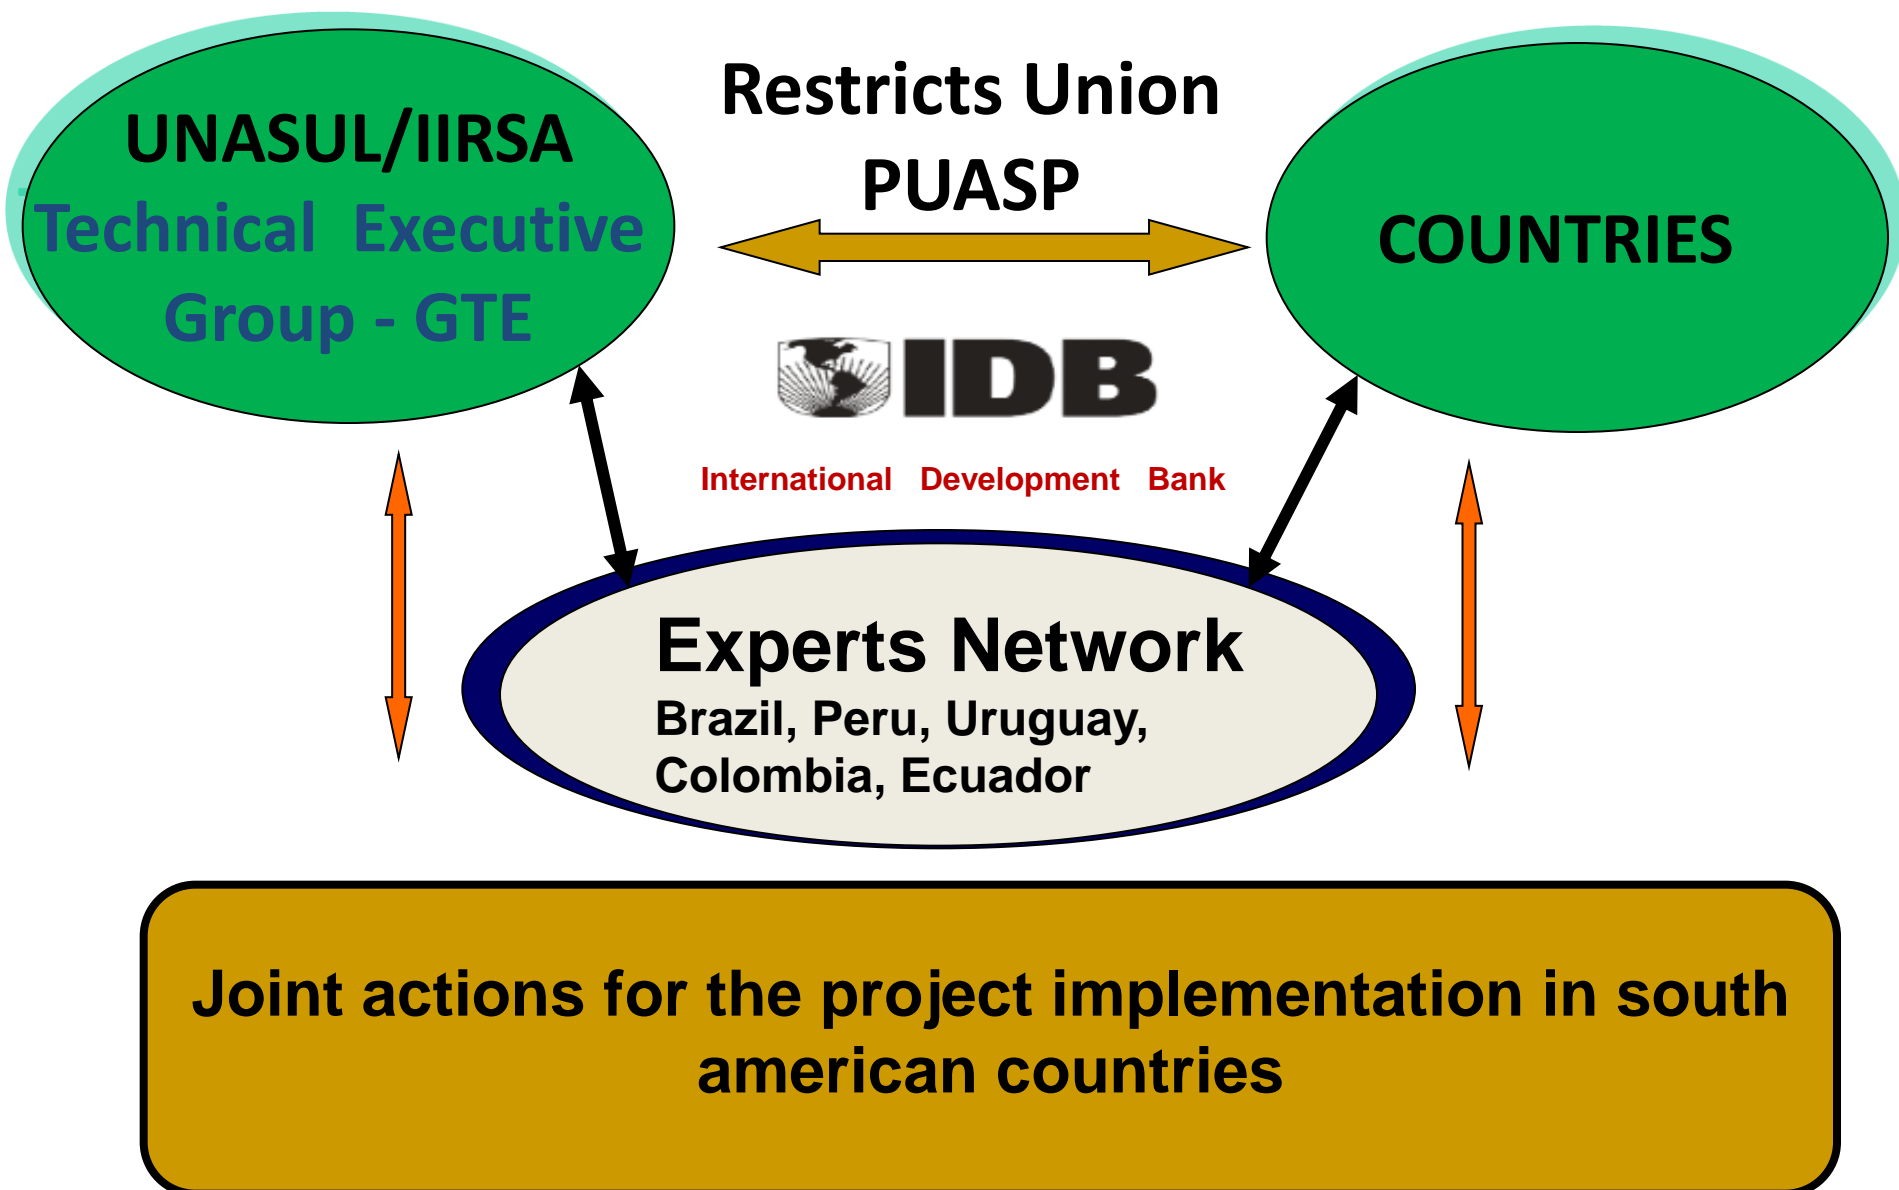 UNASUL/IIRSA
Technical Executive
Group - GTE
Restricts Union
PUASP
COUNTRIES
IDB
International Development Bank
Experts Network
Brazil, Peru, Uruguay,
Colombia, Ecuador
Joint actions for the project implementation in south
american countries